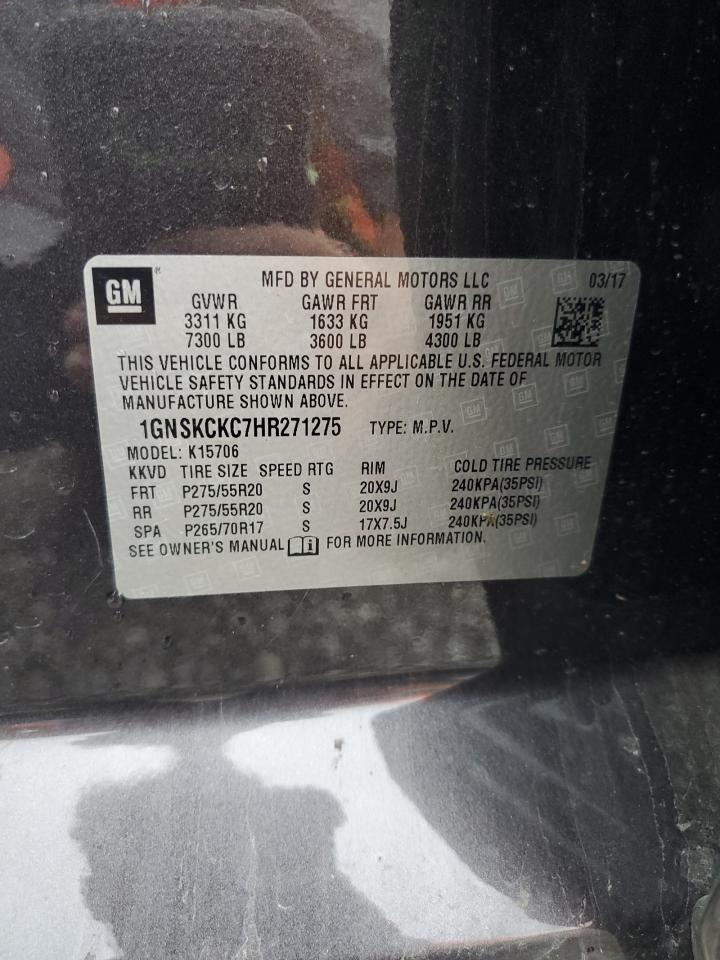 GM
MFD BY GENERAL MOTORS LLC 03/17
GVWR GAWR FRT GAWR RR
3311 KG 1633 KG 1951 KG
7300 LB 3600 LB 4300 LB
THIS VEHICLE CONFORMS TO ALL APPLICABLE U.S. FEDERAL MOTOR
VEHICLE SAFETY STANDARDS IN EFFECT ON THE DATE OF
MANUFACTURE SHOWN ABOVE.
1GNSKCKC7HR271275 TYPE: M.P.V.
MODEL: K15706
KKVD TIRE SIZE SPEED RTG RIM COLD TIRE PRESSURE
FRT P275/55R20 S 20X9J 240KPA(35PSI)
RR P275/55R20 S 20X9J 240KPA(35PSI)
SPA P265/70R17 S 17X7.5J 240KPA(35PSI)
SEE OWNER'S MANUAL FOR MORE INFORMATION.